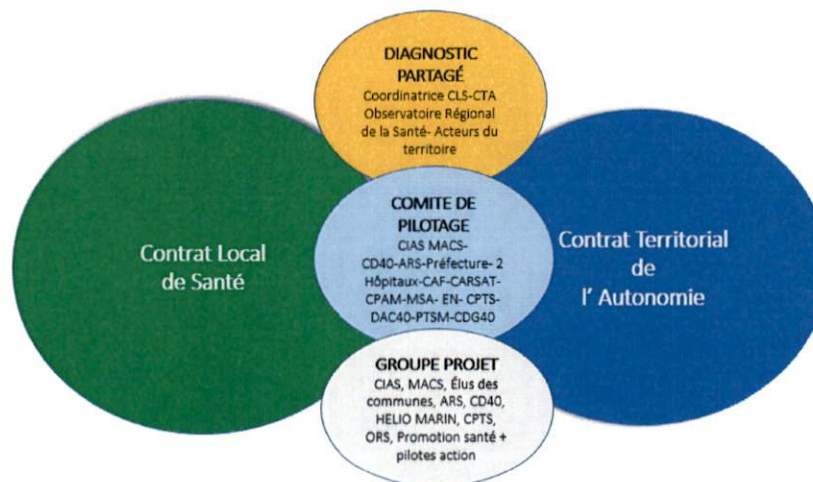 DIAGNOSTIC
PARTAGÉ
Coordinatrice CLS-CTA
Observatoire Régional
de la Santé- Acteurs du
territoire
Contrat Local
de Santé
COMITE DE
PILOTAGE
CIAS MACS-
CD40-ARS-Préfecture- 2
Hôpitaux-CAF-CARSAT-
CPAM-MSA- EN- CPTS-
DAC40-PTSM-CDG40
Contrat Territorial
de
l' Autonomie
GROUPE PROJET
CIAS, MACS, Élus des
communes, ARS, CD40,
HELIO MARIN, CPTS,
ORS, Promotion santé +
pilotes action